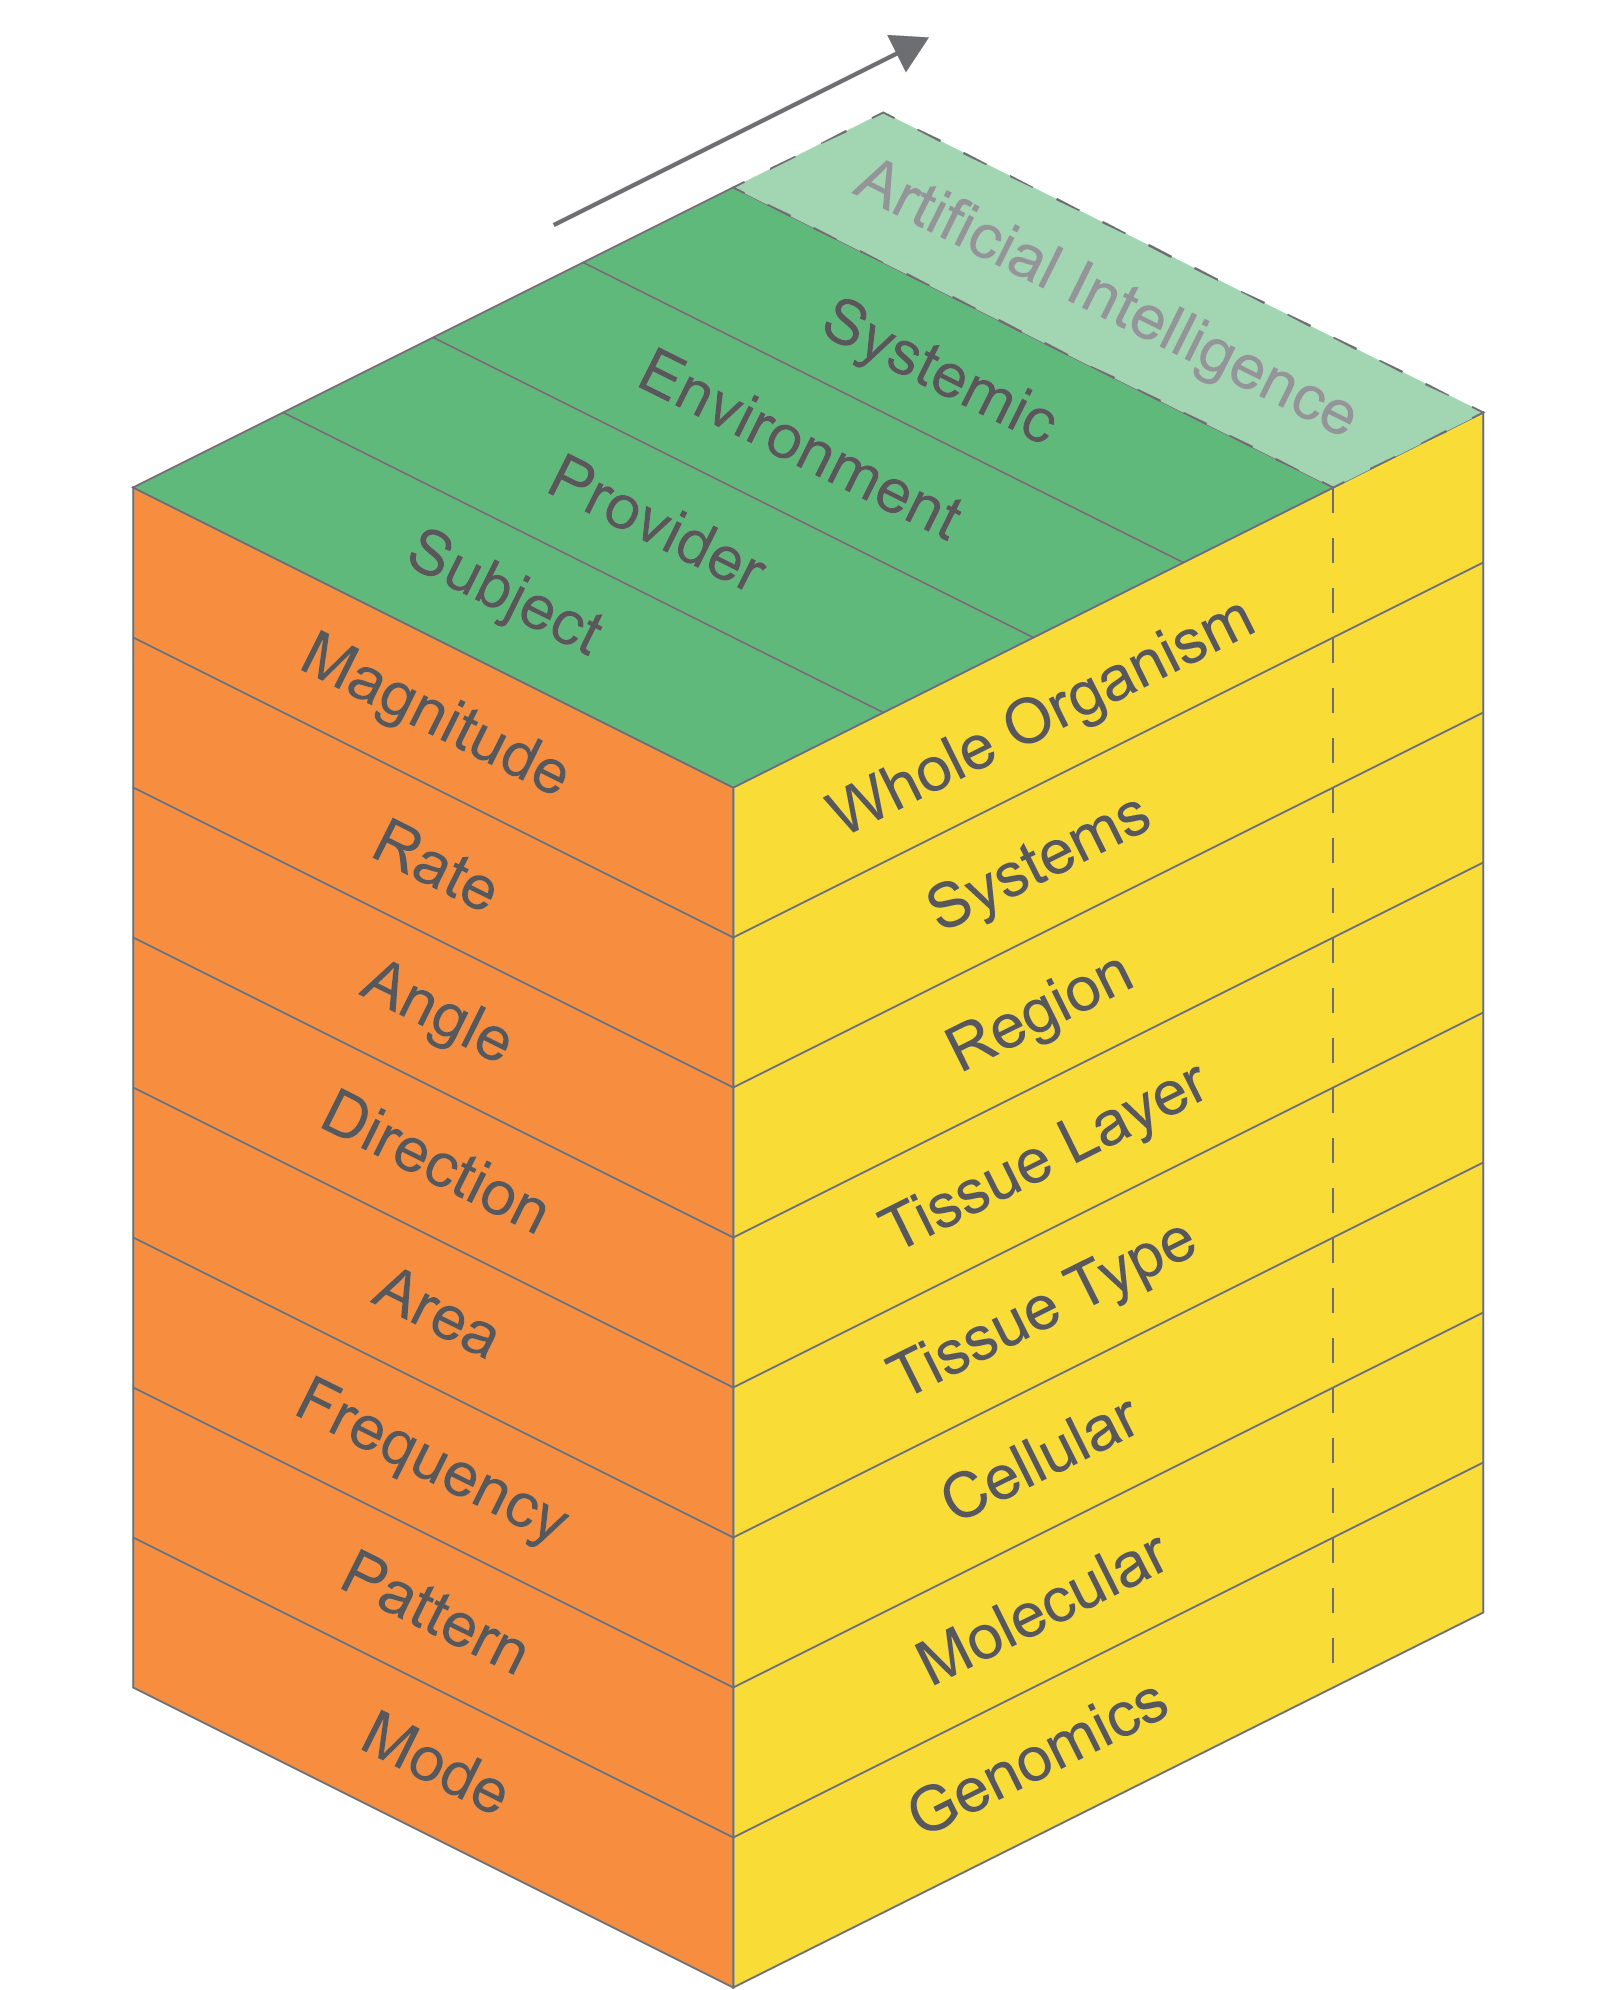 Artificial Intelligence
Systemic
Environment
Provider
Subject
Magnitude
Rate
Angle
Direction
Area
Frequency
Pattern
Mode
Whole Organism
Systems
Region
Tissue Layer
Tissue Type
Cellular
Molecular
Genomics